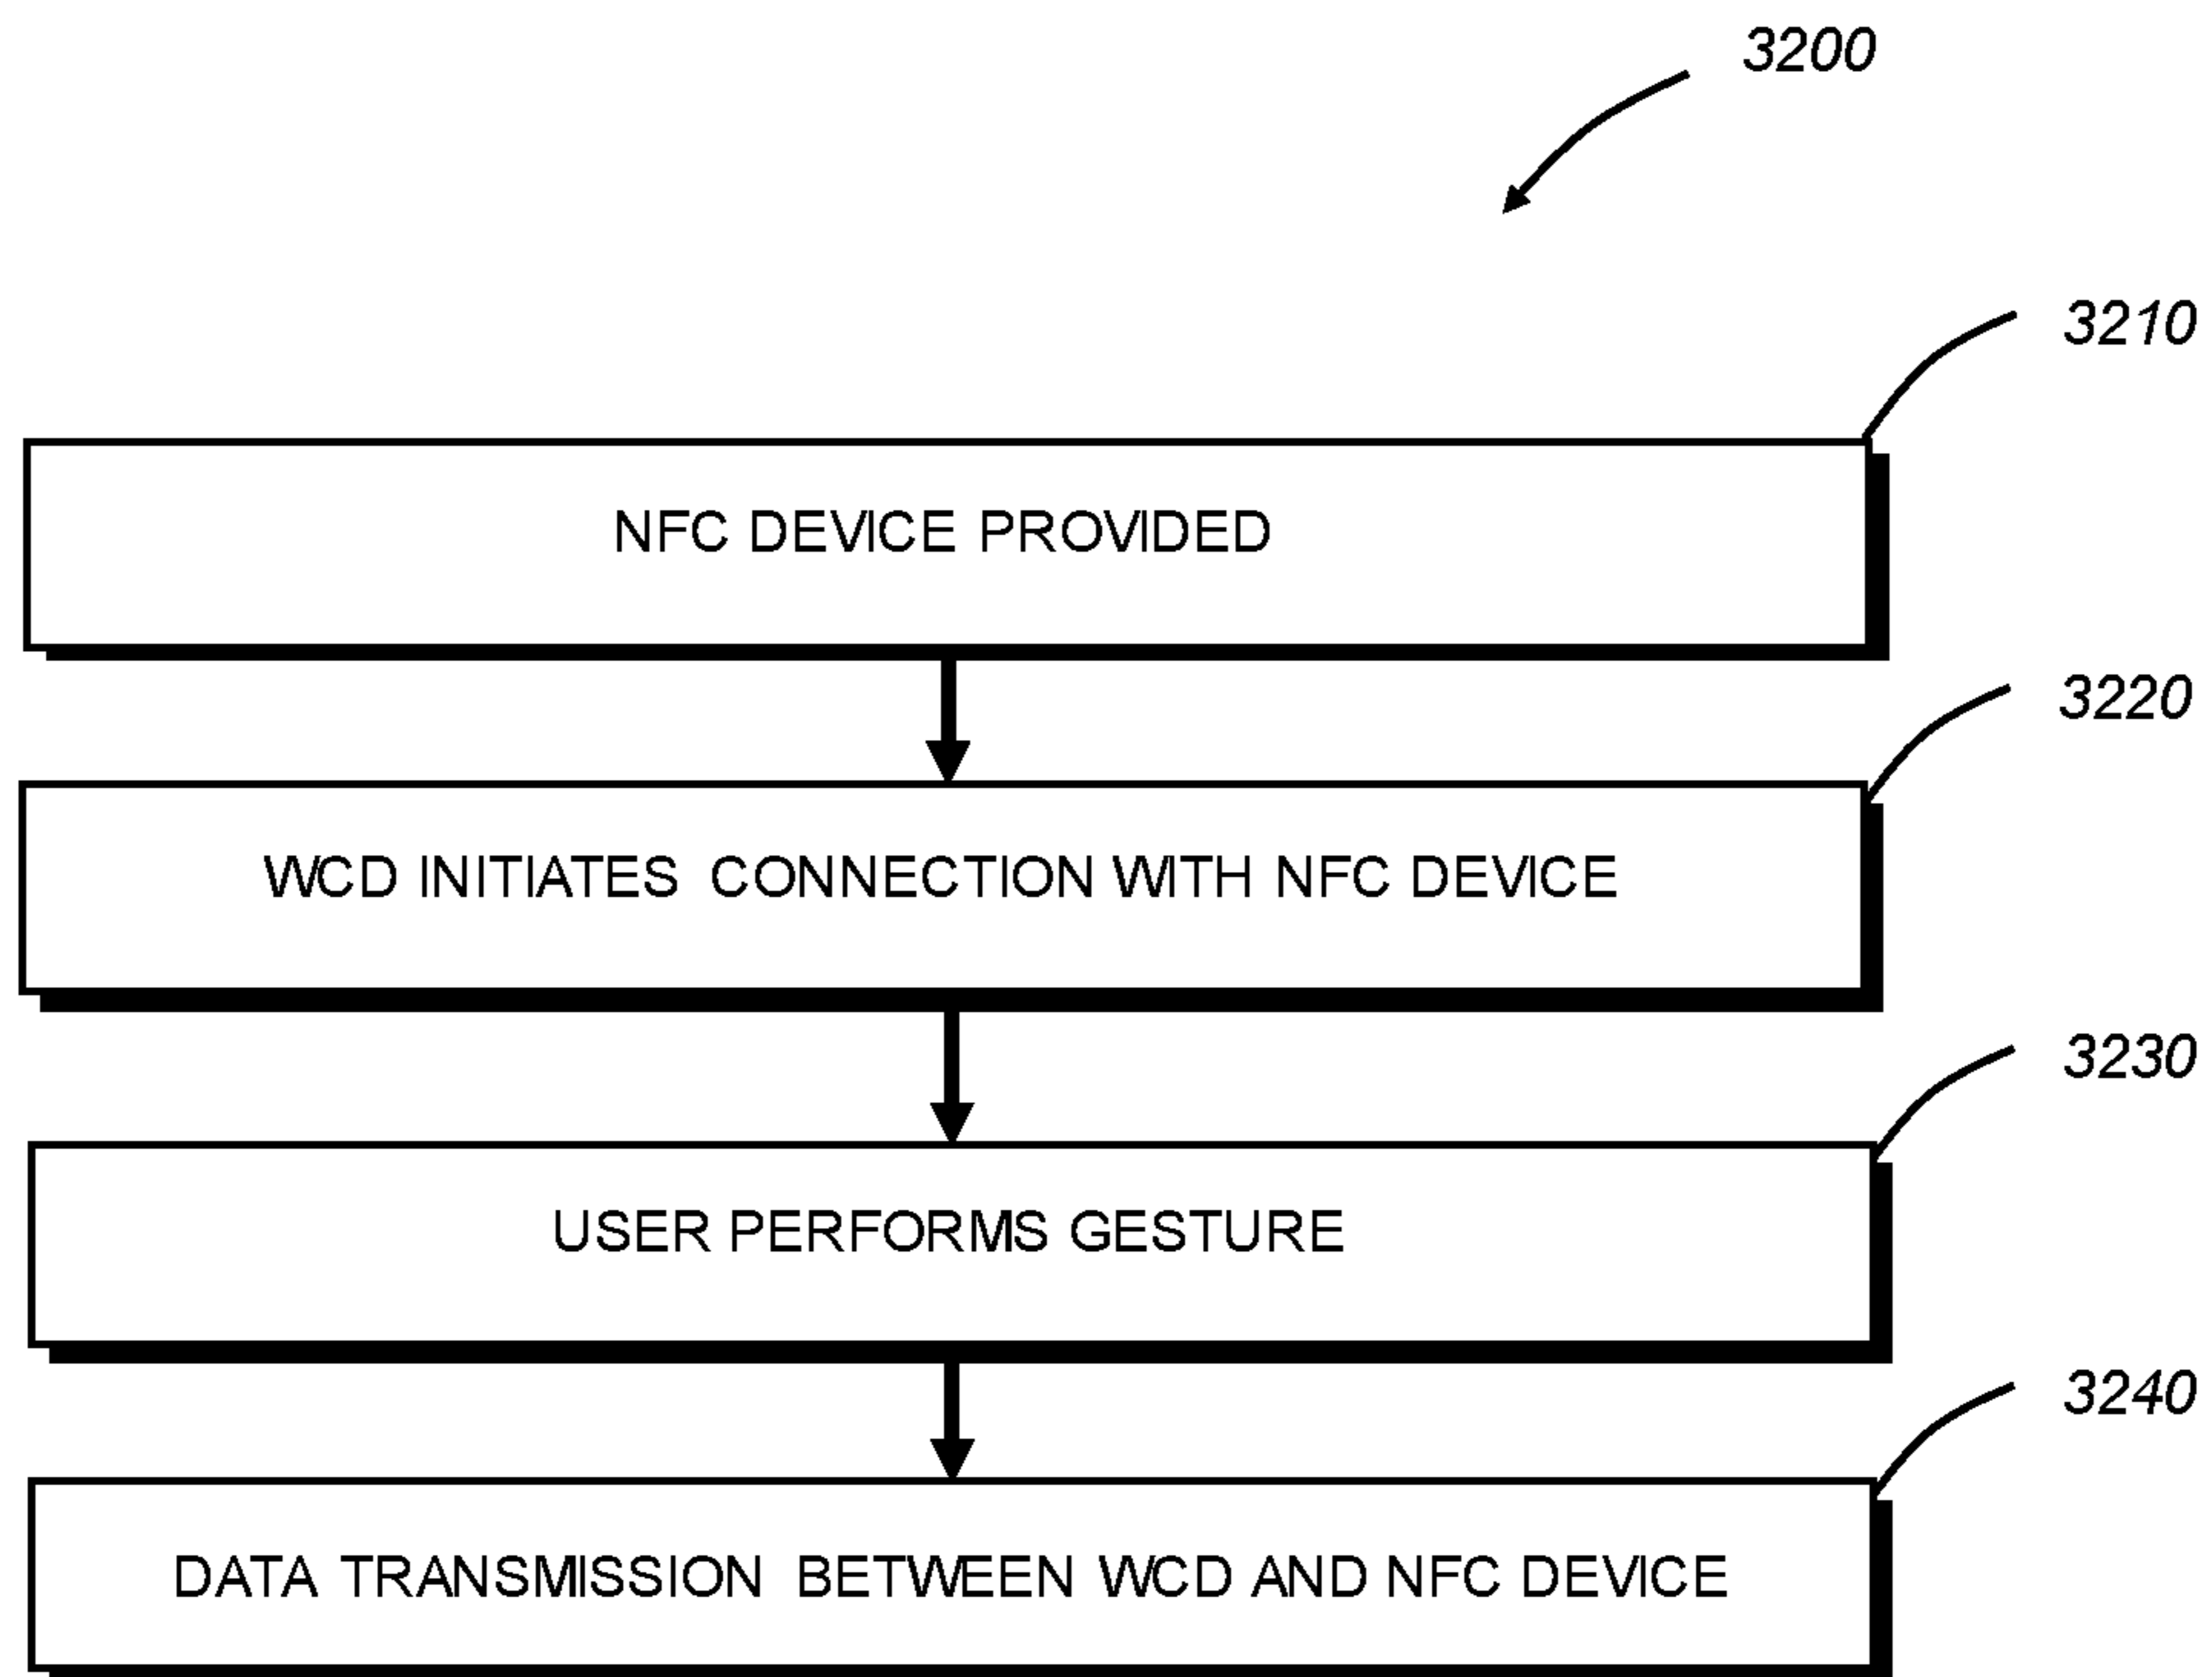 3200
3210
NFC DEVICE PROVIDED
3220
WCD INITIATES CONNECTION WITH NFC DEVICE
3230
USER PERFORMS GESTURE
3240
DATA TRANSMISSION BETWEEN WCD AND NFC DEVICE